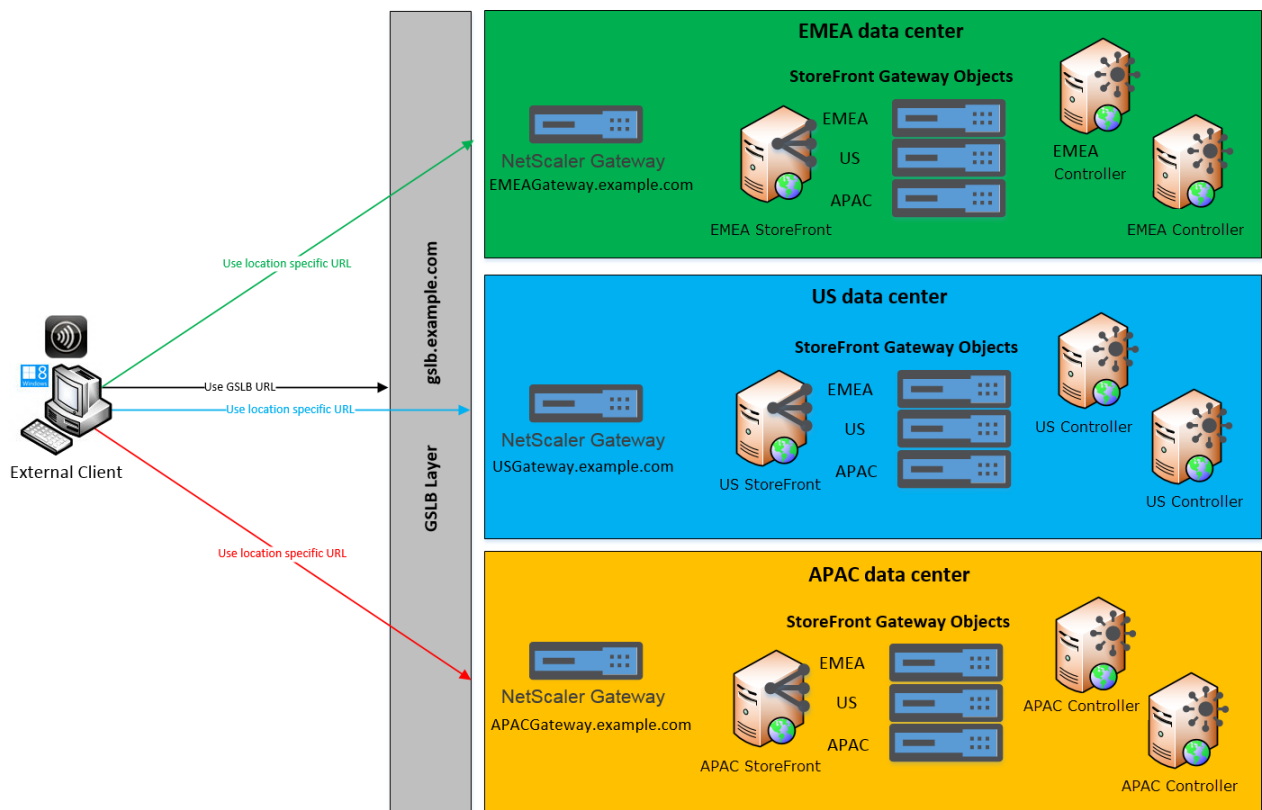 EMEA data center
StoreFront Gateway Objects
EMEA
US
APAC
NetScaler Gateway
EMEAGateway.example.com
EMEA StoreFront
EMEA
Controller
EMEA Controller
Use location specific URL
gslb.example.com
GSLB Layer
8
Windows
Use GSLB URL
Use location specific URL
External Client
Use location specific URL
US data center
StoreFront Gateway Objects
EMEA
US
APAC
NetScaler Gateway
USGateway.example.com
US StoreFront
US Controller
US Controller
APAC data center
StoreFront Gateway Objects
EMEA
US
APAC
NetScaler Gateway
APACGateway.example.com
APAC StoreFront
APAC Controller
APAC Controller